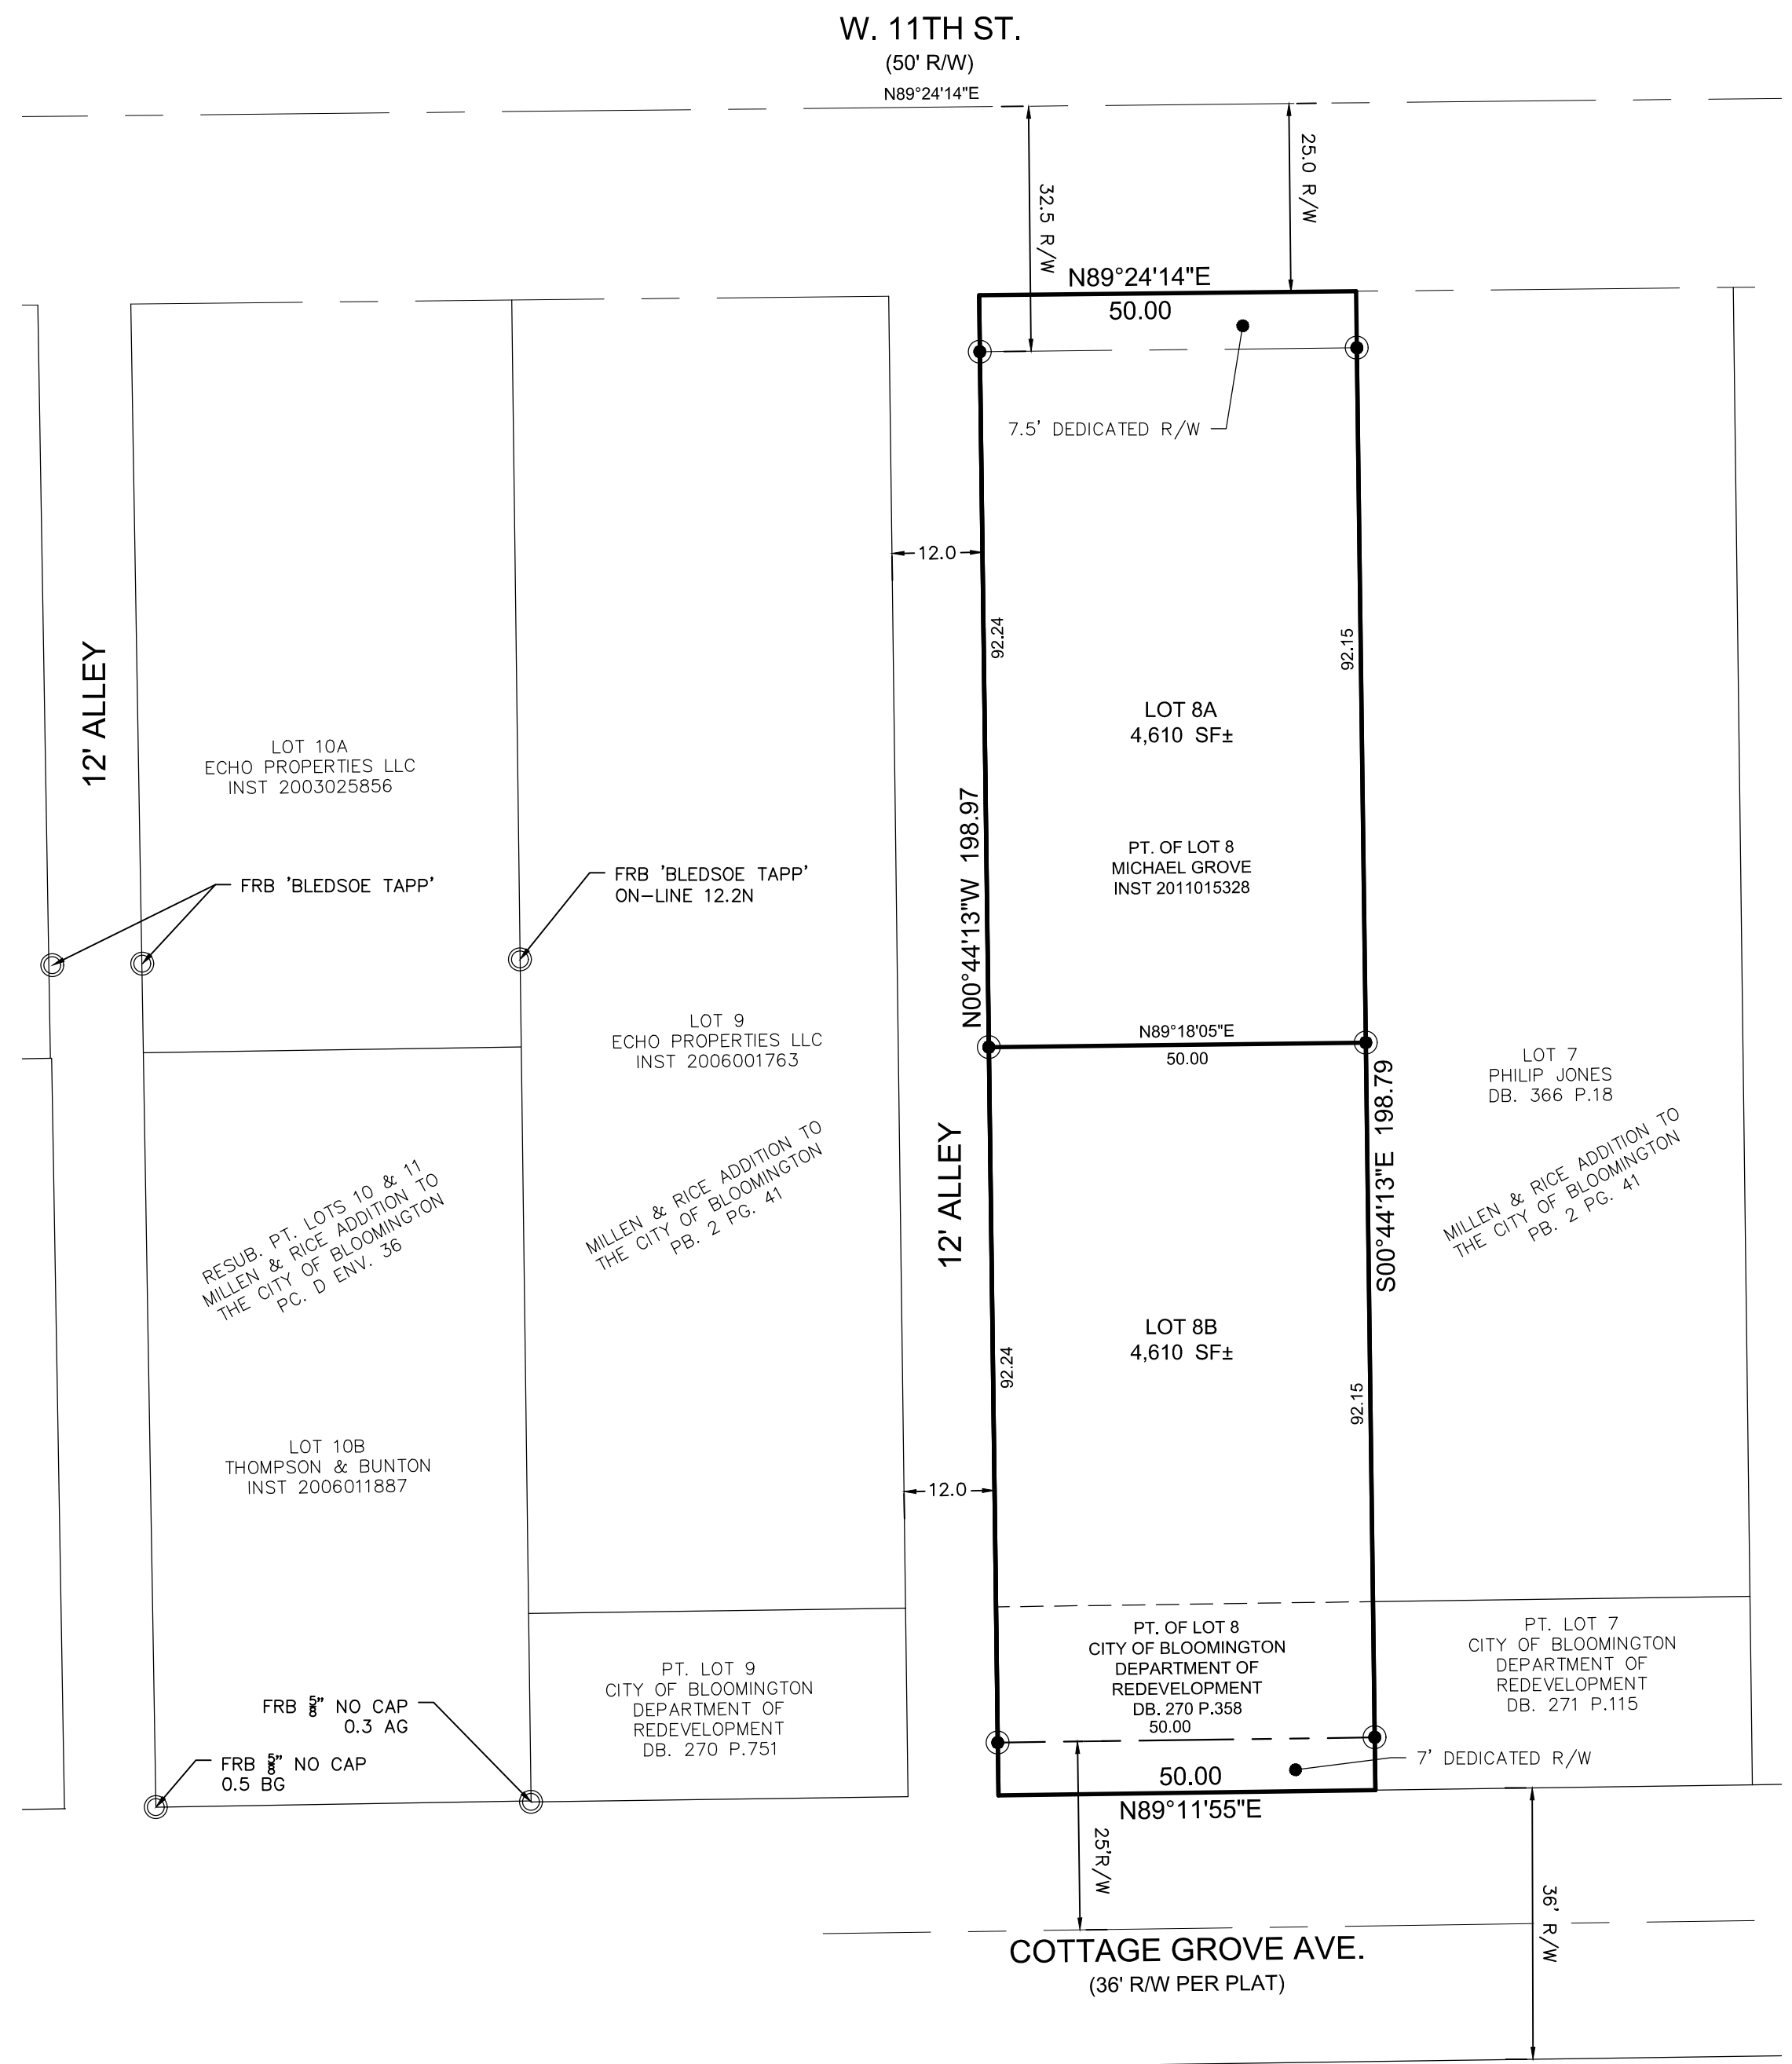 W. 11TH ST.
(50' R/W)
N89°24'14"E
25.0 R/W
32.5 R/W
N89°24'14"E
50.00
7.5' DEDICATED R/W
12.0
92.24
92.15
12' ALLEY
LOT 8A
4,610 SF±
LOT 10A
ECHO PROPERTIES LLC
INST 2003025856
N00°44'13"W 198.97
PT. OF LOT 8
MICHAEL GROVE
INST 2011015328
FRB 'BLEDSOE TAPP'
FRB 'BLEDSOE TAPP'
ON-LINE 12.2N
LOT 9
ECHO PROPERTIES LLC
INST 2006001763
N89°18'05"E
50.00
LOT 7
PHILIP JONES
DB. 366 P.18
S00°44'13"E 198.79
12' ALLEY
RESUB. PT. LOTS 10 & 11
MILLEN & RICE ADDITION TO
THE CITY OF BLOOMINGTON
PC. D ENV. 36
MILLEN & RICE ADDITION TO
THE CITY OF BLOOMINGTON
PB. 2 PG. 41
MILLEN & RICE ADDITION TO
THE CITY OF BLOOMINGTON
PB. 2 PG. 41
LOT 8B
4,610 SF±
92.24
92.15
LOT 10B
THOMPSON & BUNTON
INST 2006011887
12.0
PT. OF LOT 8
CITY OF BLOOMINGTON
DEPARTMENT OF
REDEVELOPMENT
DB. 270 P.358
50.00
PT. LOT 7
CITY OF BLOOMINGTON
DEPARTMENT OF
REDEVELOPMENT
DB. 271 P.115
PT. LOT 9
CITY OF BLOOMINGTON
DEPARTMENT OF
REDEVELOPMENT
DB. 270 P.751
FRB 5/8" NO CAP
0.3 AG
FRB 5/8" NO CAP
0.5 BG
7' DEDICATED R/W
50.00
N89°11'55"E
25'R/W
36' R/W
COTTAGE GROVE AVE.
(36' R/W PER PLAT)